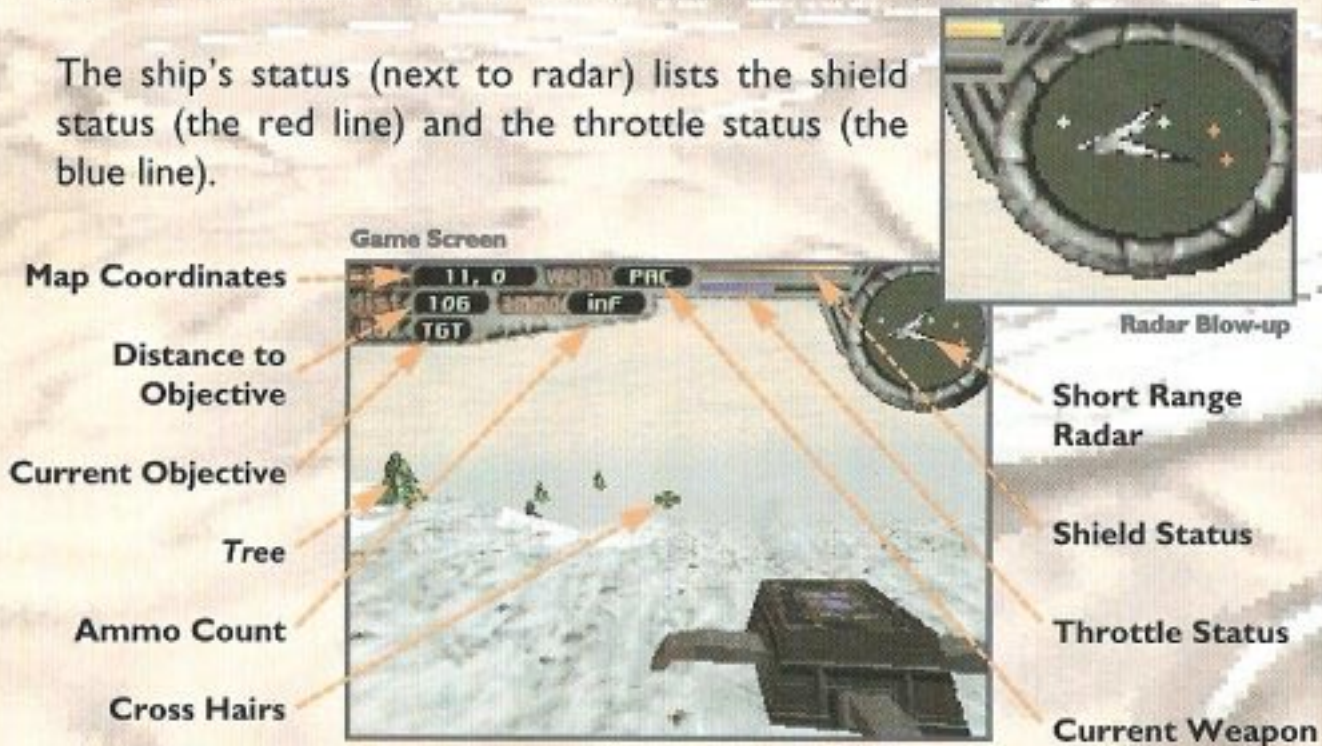 The ship's status (next to radar) lists the shield
status (the red line) and the throttle status (the
blue line).
Game Screen
Radar Blow-up
Map Coordinates
11, 0
wepn
PAC
106
ammo
inF
TGT
Distance to
Objective
Current Objective
Tree
Ammo Count
Cross Hairs
Short Range
Radar
Shield Status
Throttle Status
Current Weapon